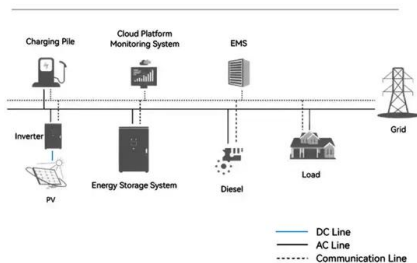 Charging Pile
Cloud Platform
Monitoring System
EMS
Grid
Inverter
PV
Energy Storage System
Diesel
Load
DC Line
AC Line
Communication Line